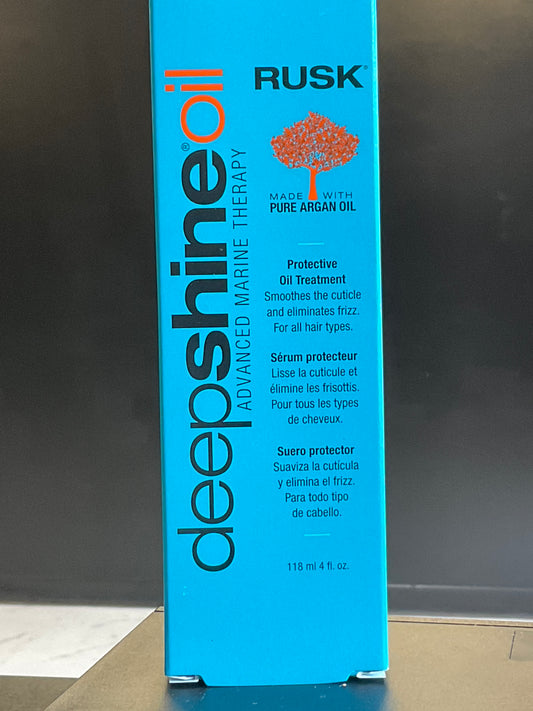 deepshine®oil
ADVANCED MARINE THERAPY
RUSK®
MADE WITH
PURE ARGAN OIL
Protective
Oil Treatment
Smoothes the cuticle
and eliminates frizz.
For all hair types.
Sérum protecteur
Lisse la cuticule et
élimine les frisottis.
Pour tous les types
de cheveux.
Suero protector
Suaviza la cutícula
y elimina el frizz.
Para todo tipo
de cabello.
118 ml 4 fl. oz.